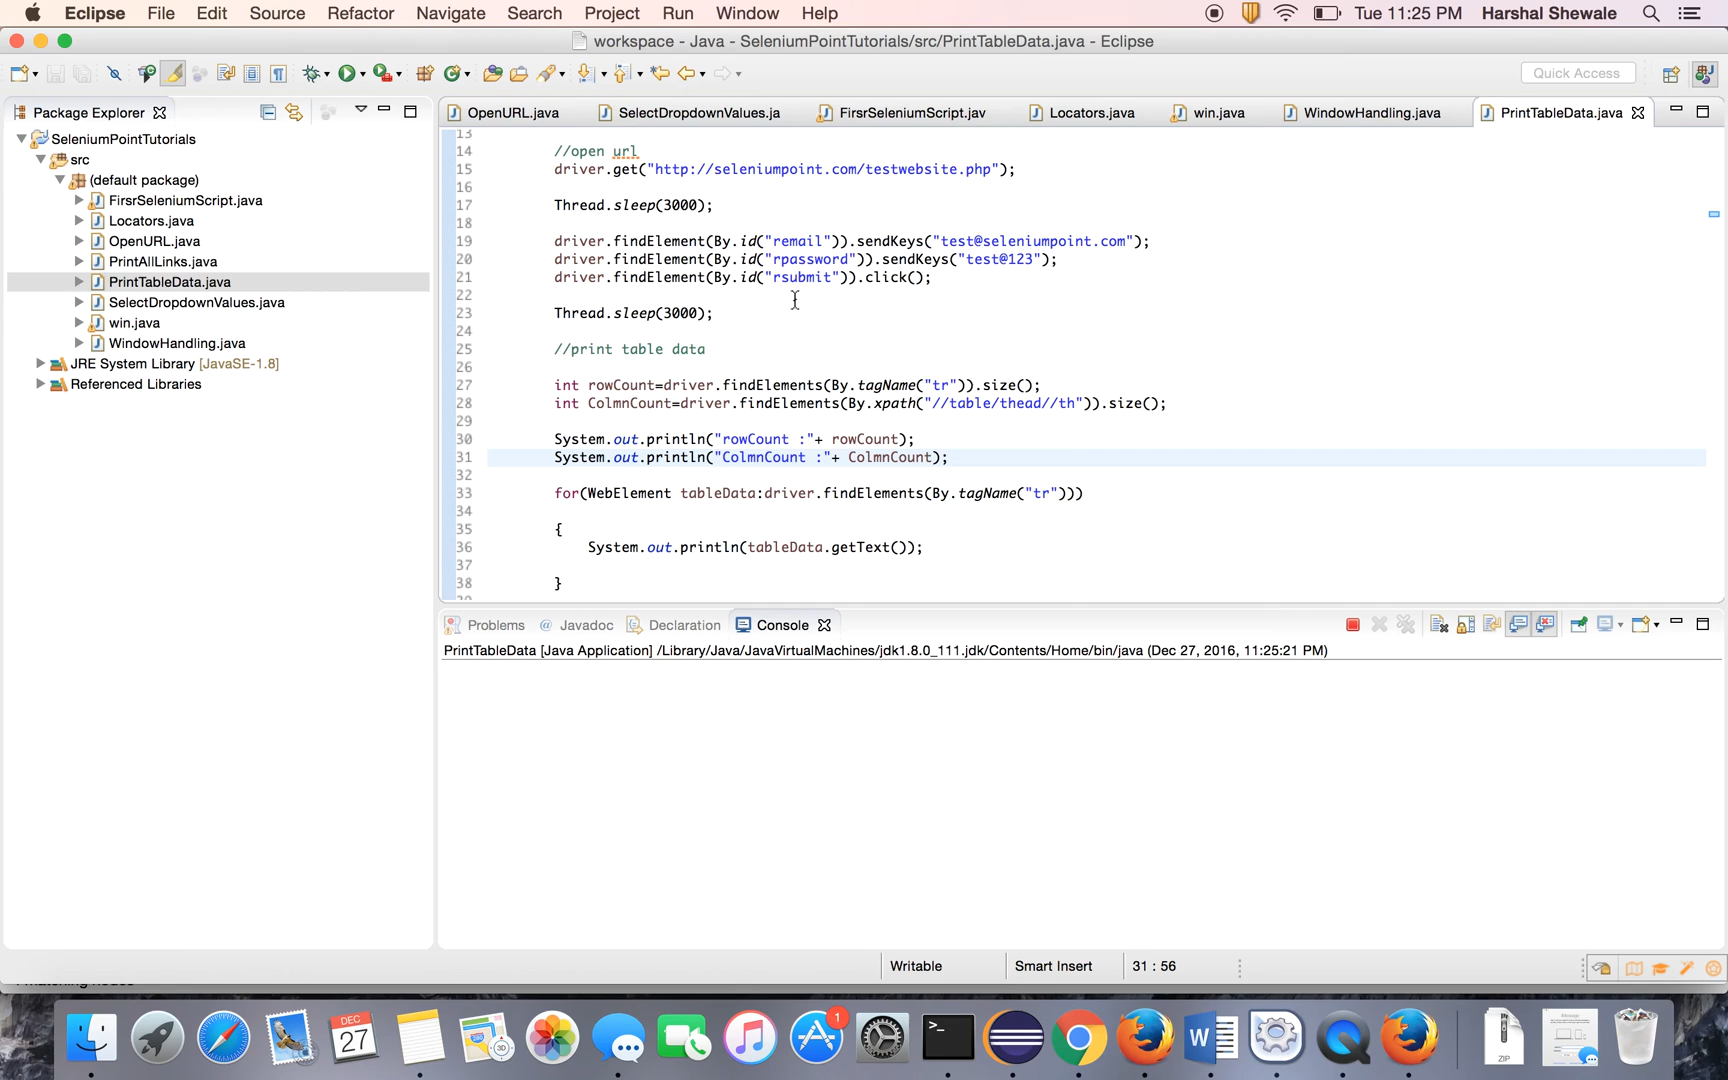 Eclipse File Edit Source Refactor Navigate Search Project Run Window Help Tue 11:25 PM Harshal Shewale
workspace - Java - SeleniumPointTutorials/src/PrintTableData.java - Eclipse
Quick Access
Package Explorer
OpenURL.java SelectDropdownValues.ja FirsrSeleniumScript.jav Locators.java win.java WindowHandling.java PrintTableData.java
SeleniumPointTutorials
src
(default package)
FirsrSeleniumScript.java
Locators.java
OpenURL.java
PrintAllLinks.java
PrintTableData.java
SelectDropdownValues.java
win.java
WindowHandling.java
JRE System Library [JavaSE-1.8]
Referenced Libraries
13
14 //open url
15 driver.get("http://seleniumpoint.com/testwebsite.php");
16
17 Thread.sleep(3000);
18
19 driver.findElement(By.id("remail")).sendKeys("test@seleniumpoint.com");
20 driver.findElement(By.id("rpassword")).sendKeys("test@123");
21 driver.findElement(By.id("rsubmit")).click();
22
23 Thread.sleep(3000);
24
25 //print table data
26
27 int rowCount=driver.findElements(By.tagName("tr")).size();
28 int ColmnCount=driver.findElements(By.xpath("//table/thead//th")).size();
29
30 System.out.println("rowCount :"+ rowCount);
31 System.out.println("ColmnCount :"+ ColmnCount);
32
33 for(WebElement tableData:driver.findElements(By.tagName("tr")))
34
35 {
36 System.out.println(tableData.getText());
37
38 }
Problems @ Javadoc Declaration Console
PrintTableData [Java Application] /Library/Java/JavaVirtualMachines/jdk1.8.0_111.jdk/Contents/Home/bin/java (Dec 27, 2016, 11:25:21 PM)
Writable Smart Insert 31 : 56
DEC
27
3D
1
>_
W
ZIP